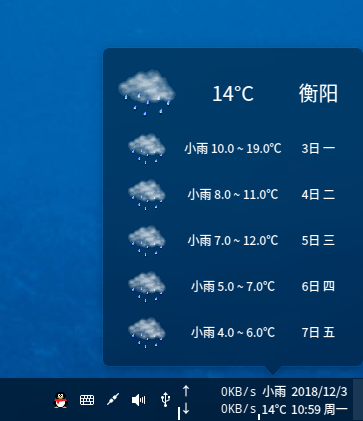 14℃ 衡阳
小雨 10.0 ~ 19.0℃ 3日 一
小雨 8.0 ~ 11.0℃ 4日 二
小雨 7.0 ~ 12.0℃ 5日 三
小雨 5.0 ~ 7.0℃ 6日 四
小雨 4.0 ~ 6.0℃ 7日 五
↑ 0KB/s 小雨 2018/12/3
↓ 0KB/s 14℃ 10:59 周一